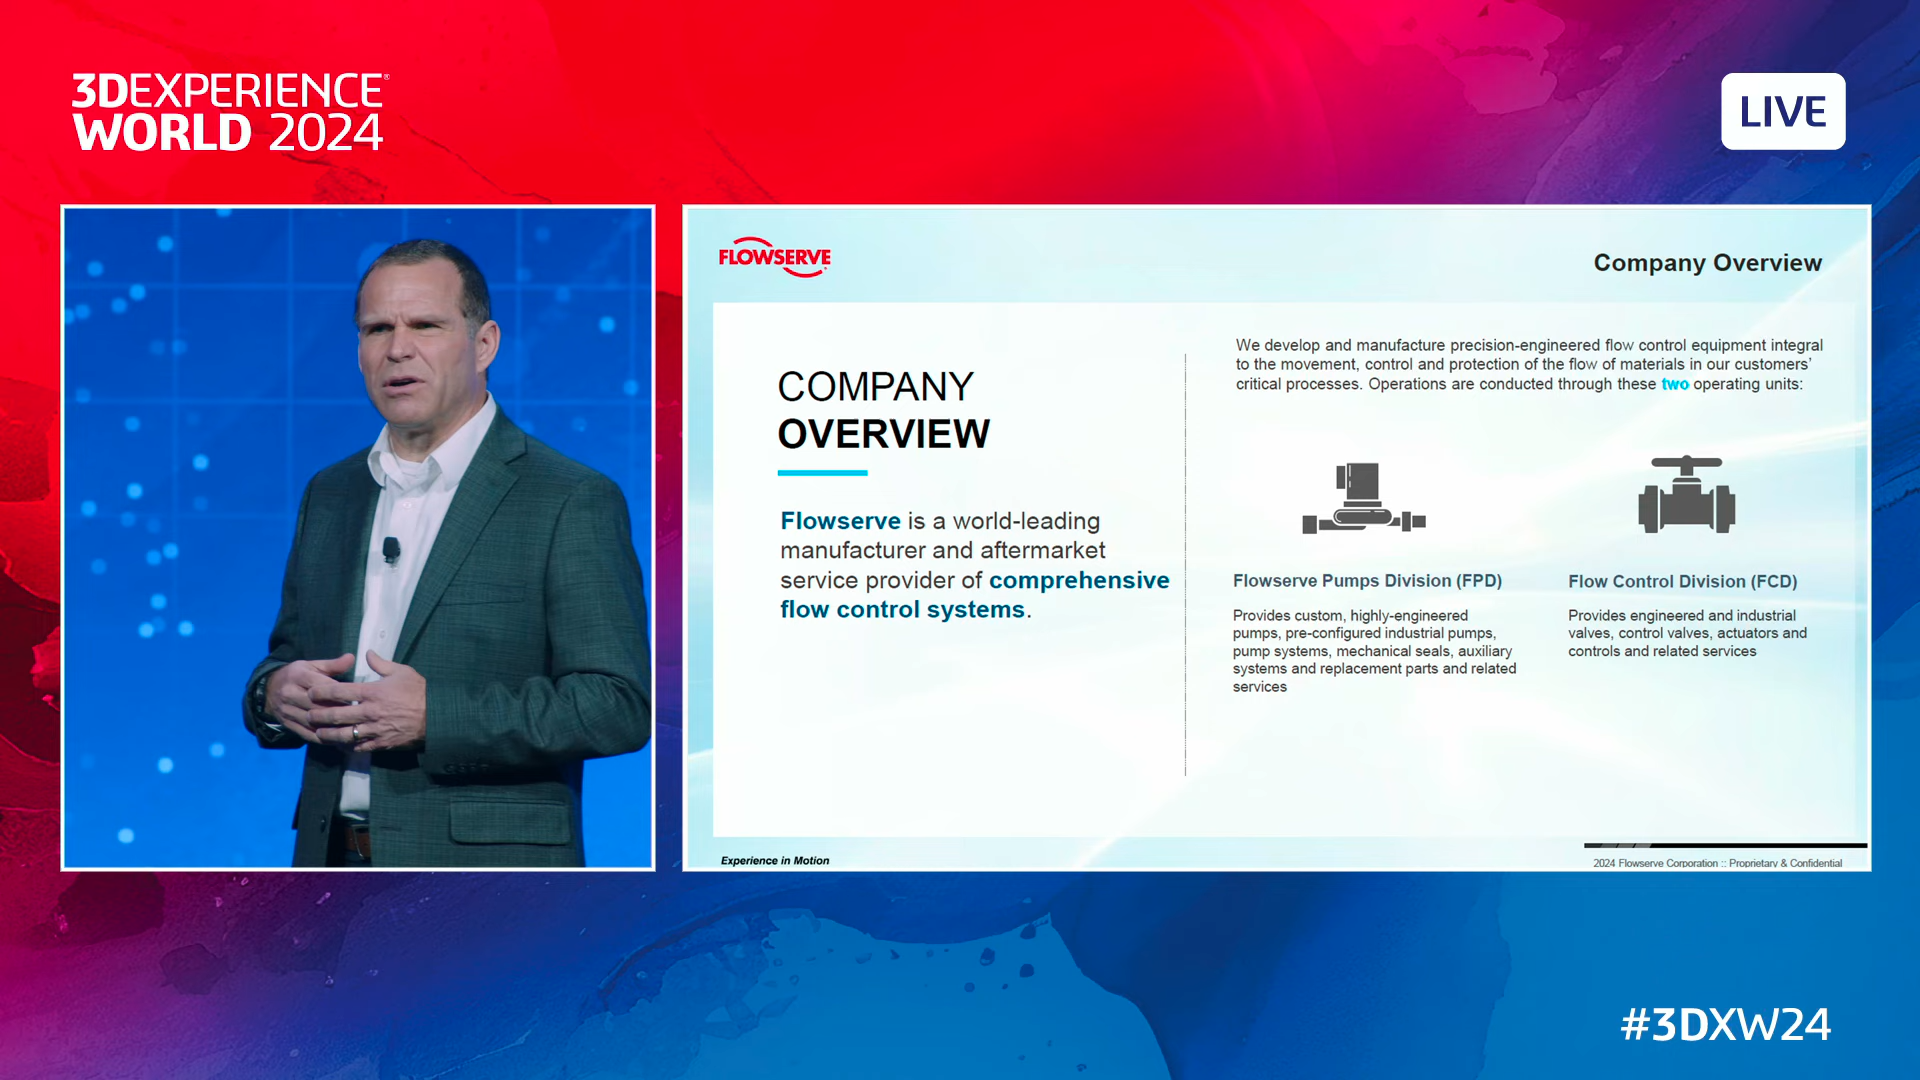 3DEXPERIENCE®
WORLD 2024
LIVE
FLOWSERVE
Company Overview
COMPANY
OVERVIEW
Flowserve is a world-leading
manufacturer and aftermarket
service provider of comprehensive
flow control systems.
We develop and manufacture precision-engineered flow control equipment integral
to the movement, control and protection of the flow of materials in our customers’
critical processes. Operations are conducted through these two operating units:
Flowserve Pumps Division (FPD)
Provides custom, highly-engineered
pumps, pre-configured industrial pumps,
pump systems, mechanical seals, auxiliary
systems and replacement parts and related
services
Flow Control Division (FCD)
Provides engineered and industrial
valves, control valves, actuators and
controls and related services
Experience in Motion
2024 Flowserve Corporation :: Proprietary & Confidential
#3DXW24